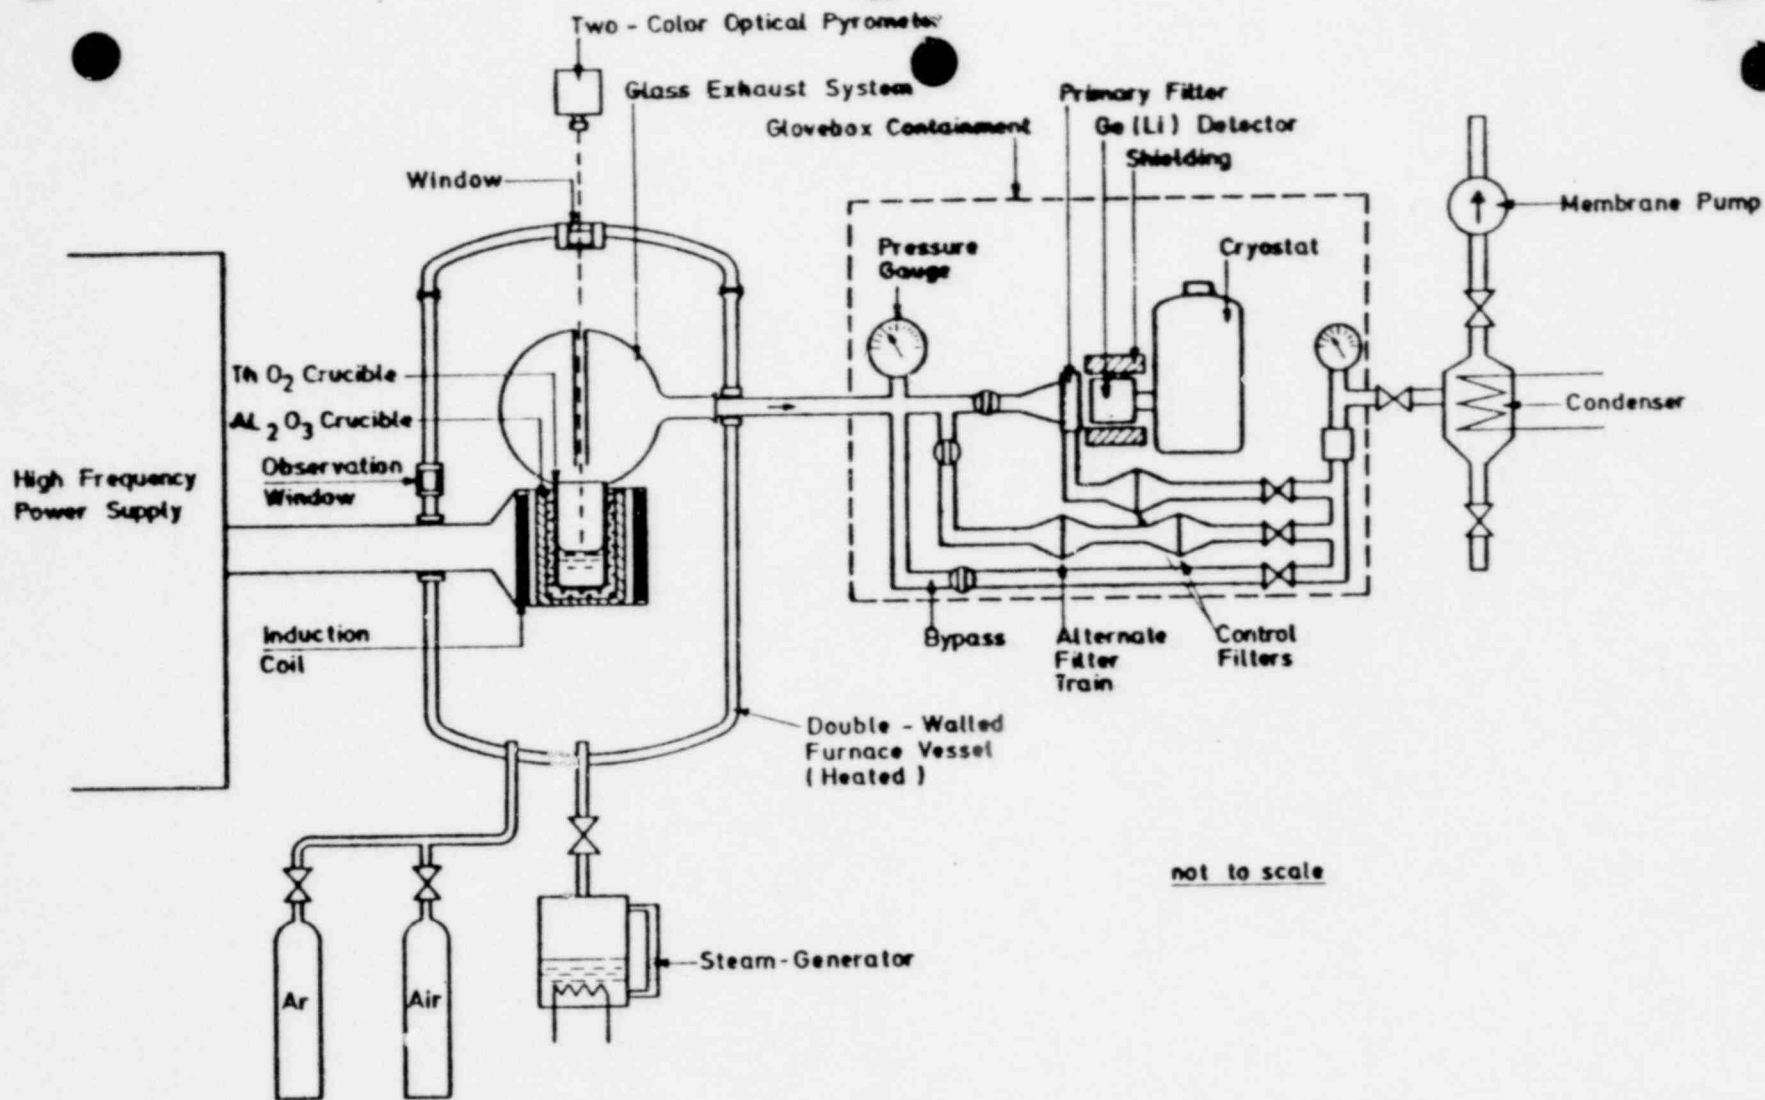 Two - Color Optical Pyrometer
Glass Exhaust System
Primary Filter
Glovebox Containment
Ge (Li) Detector
Shielding
Window
Membrane Pump
Pressure
Gauge
Cryostat
Th O2 Crucible
AL2O3 Crucible
Condenser
Observation
Window
High Frequency
Power Supply
Induction
Coil
Bypass
Alternate
Filter
Train
Control
Filters
Double - Walled
Furnace Vessel
( Heated )
not to scale
Steam-Generator
Ar
Air